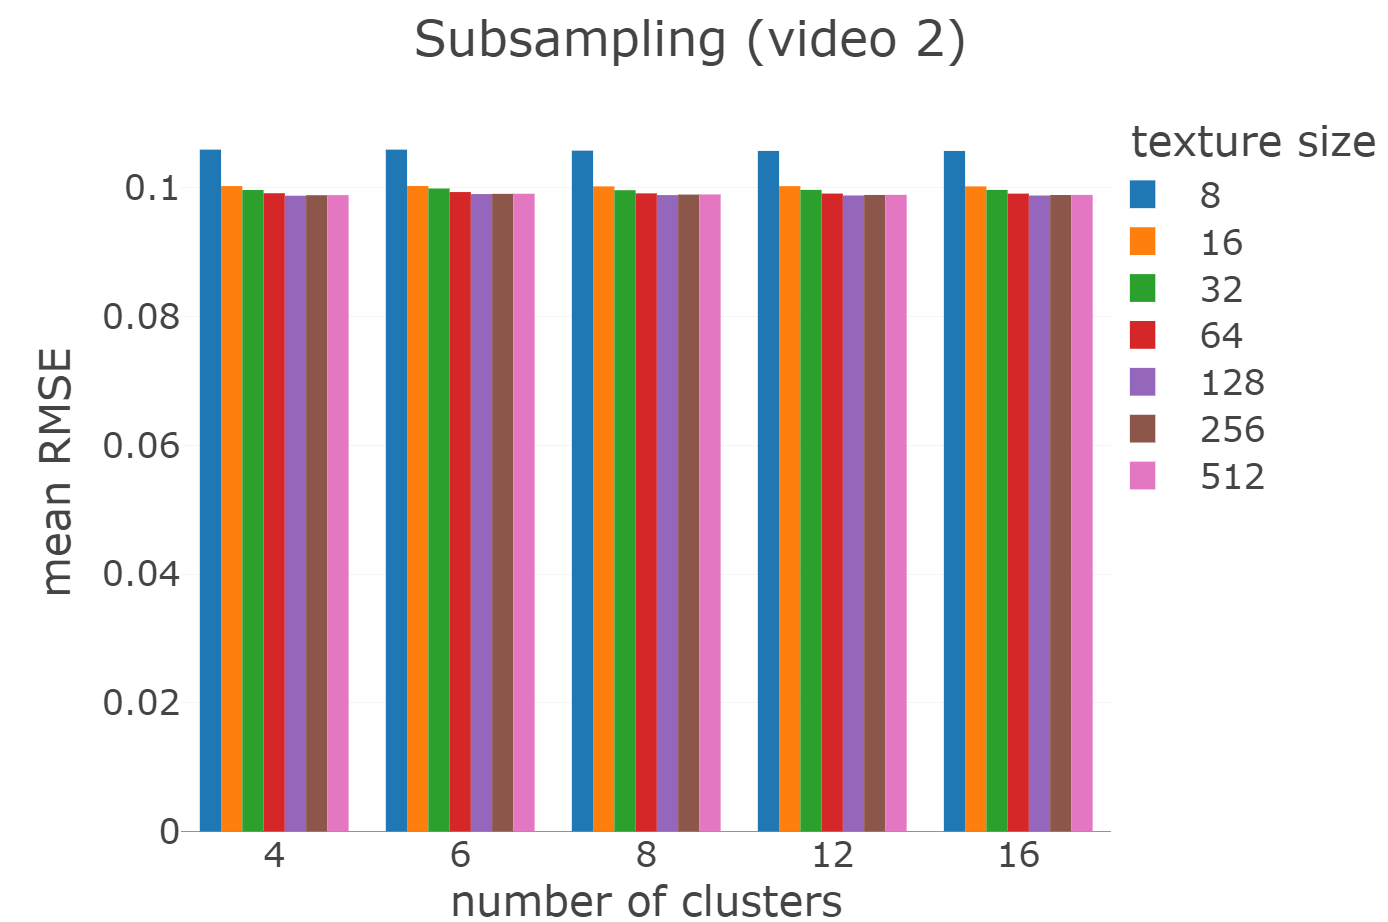 Subsampling (video 2)
texture size
8
16
32
64
128
256
512
mean RMSE
0.1
0.08
0.06
0.04
0.02
0
4 6 8 12 16
number of clusters